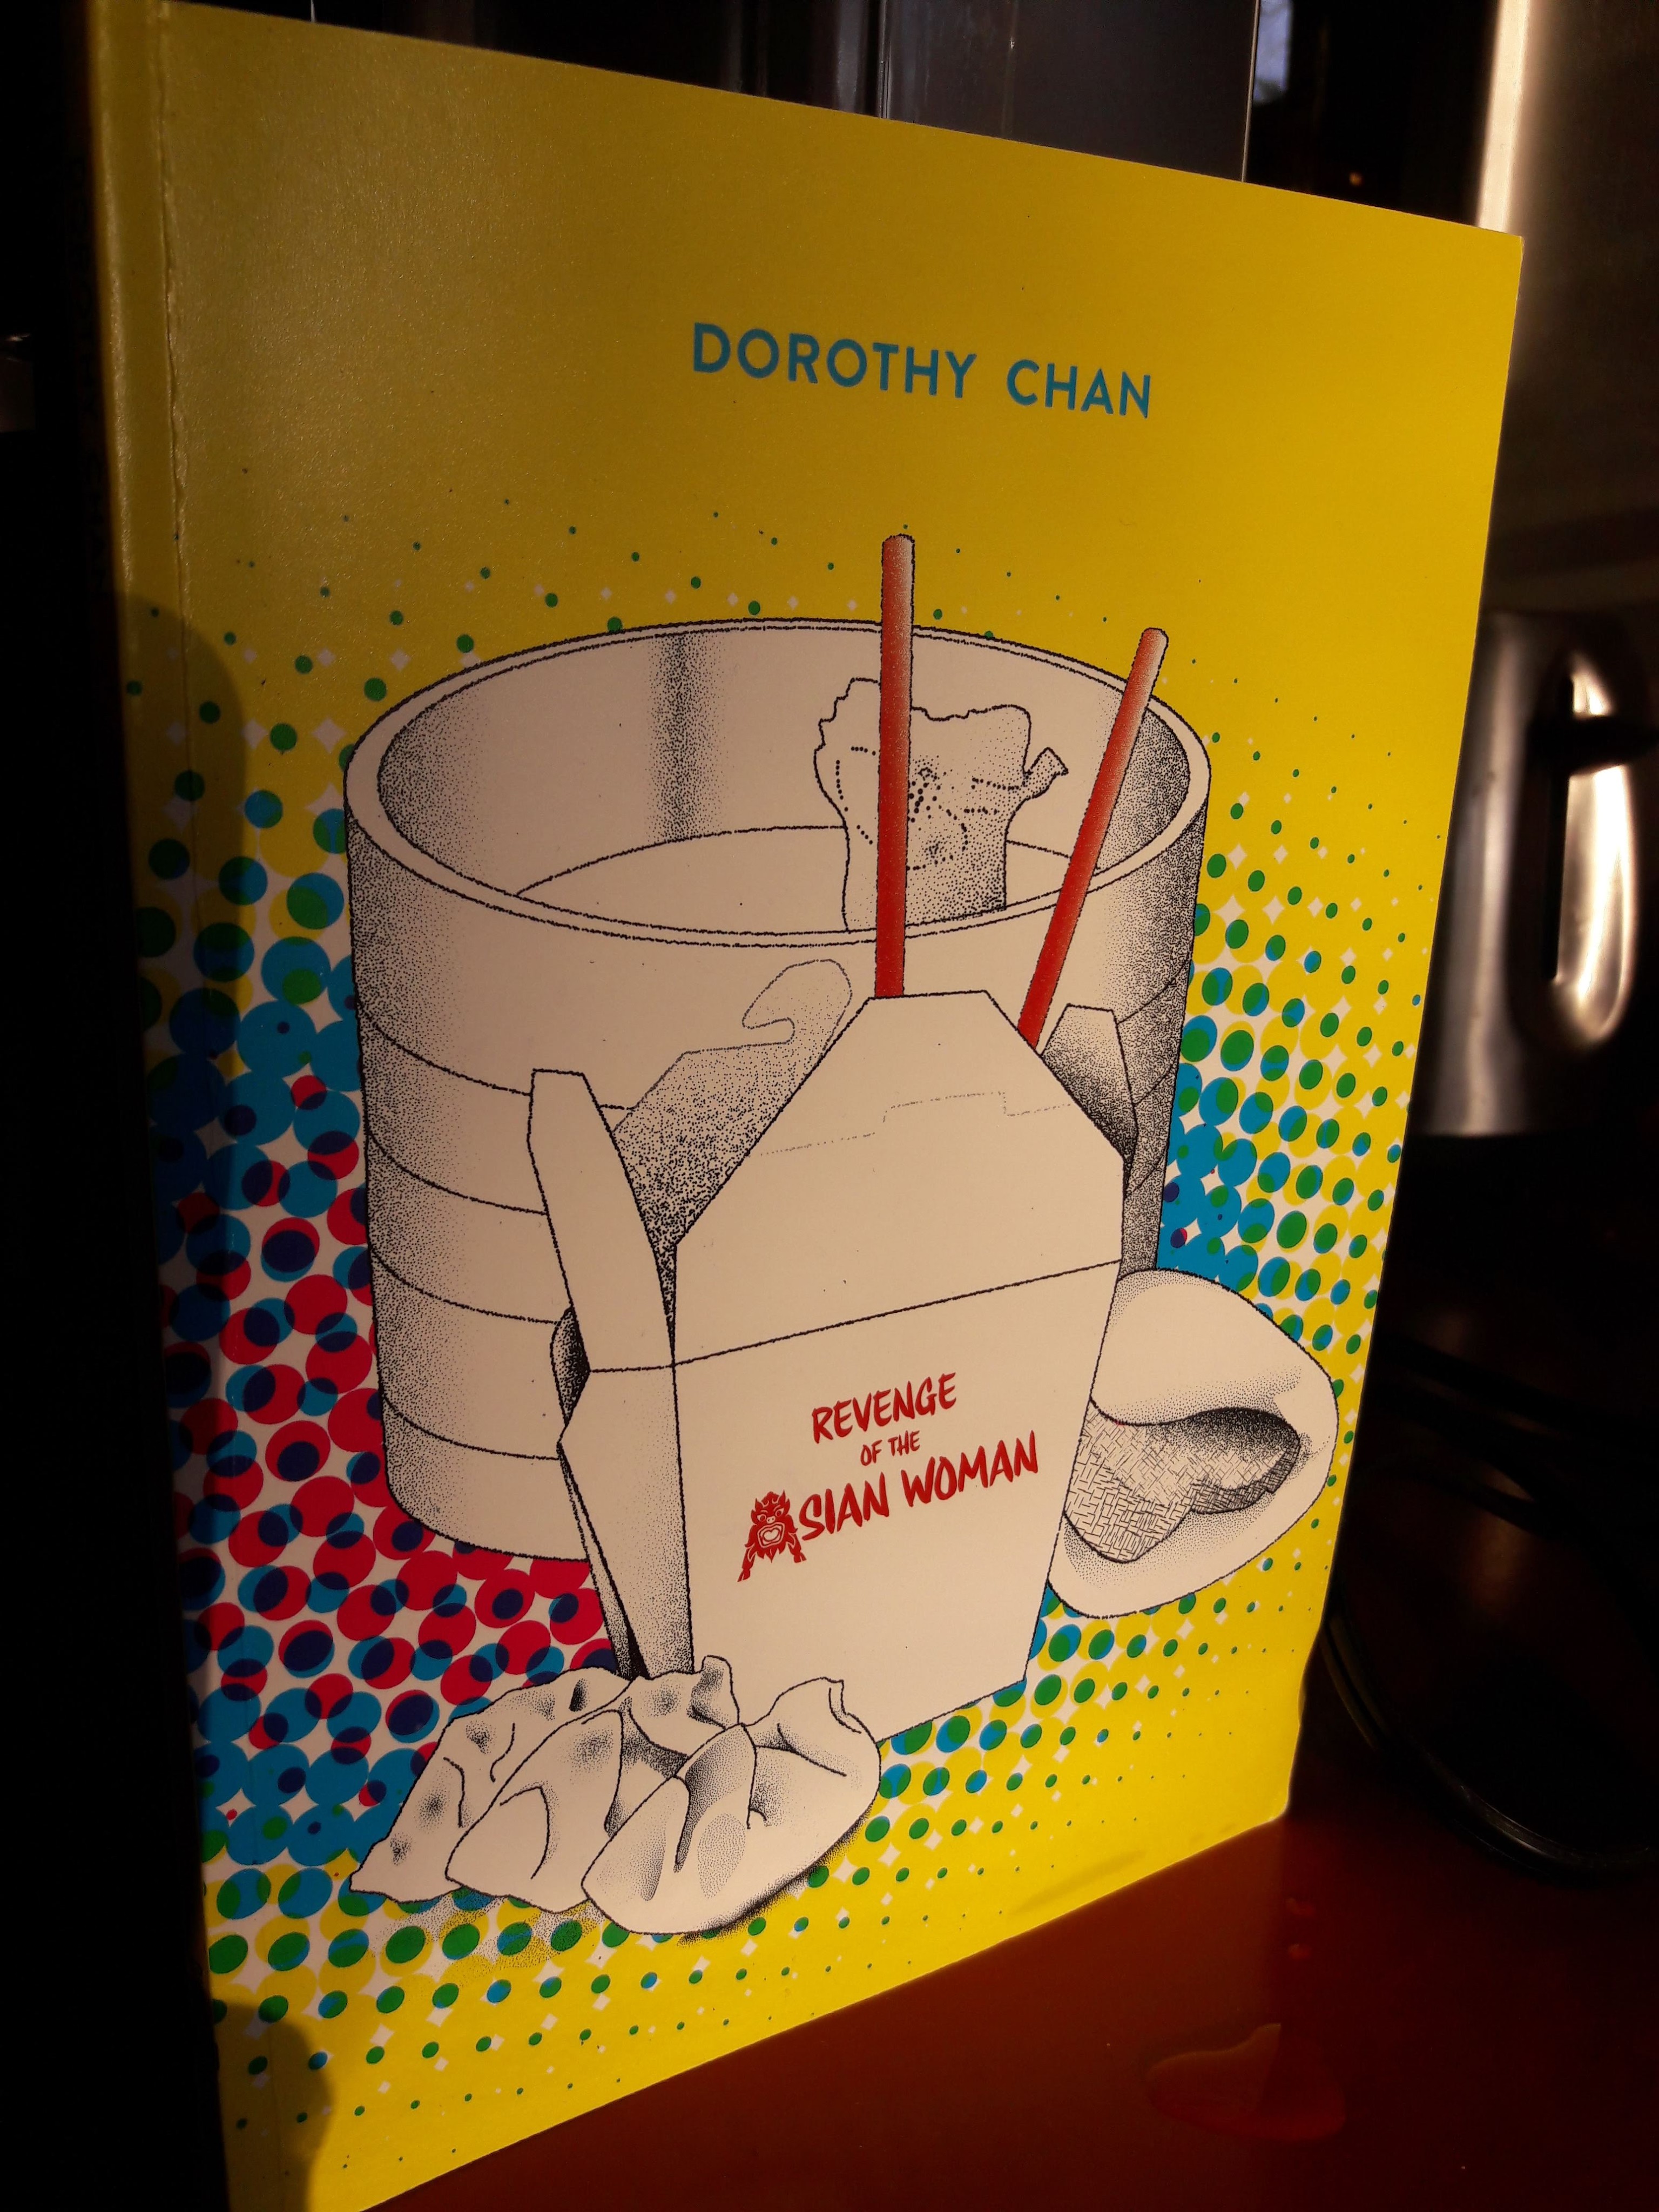 DOROTHY CHAN
REVENGE
OF THE
ASIAN WOMAN